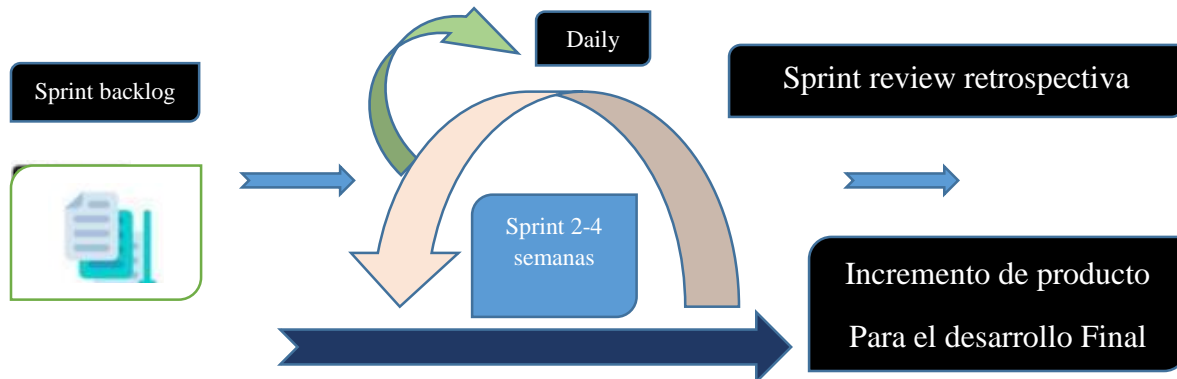 Sprint backlog
Daily
Sprint review retrospectiva
Sprint 2-4
semanas
Incremento de producto
Para el desarrollo Final